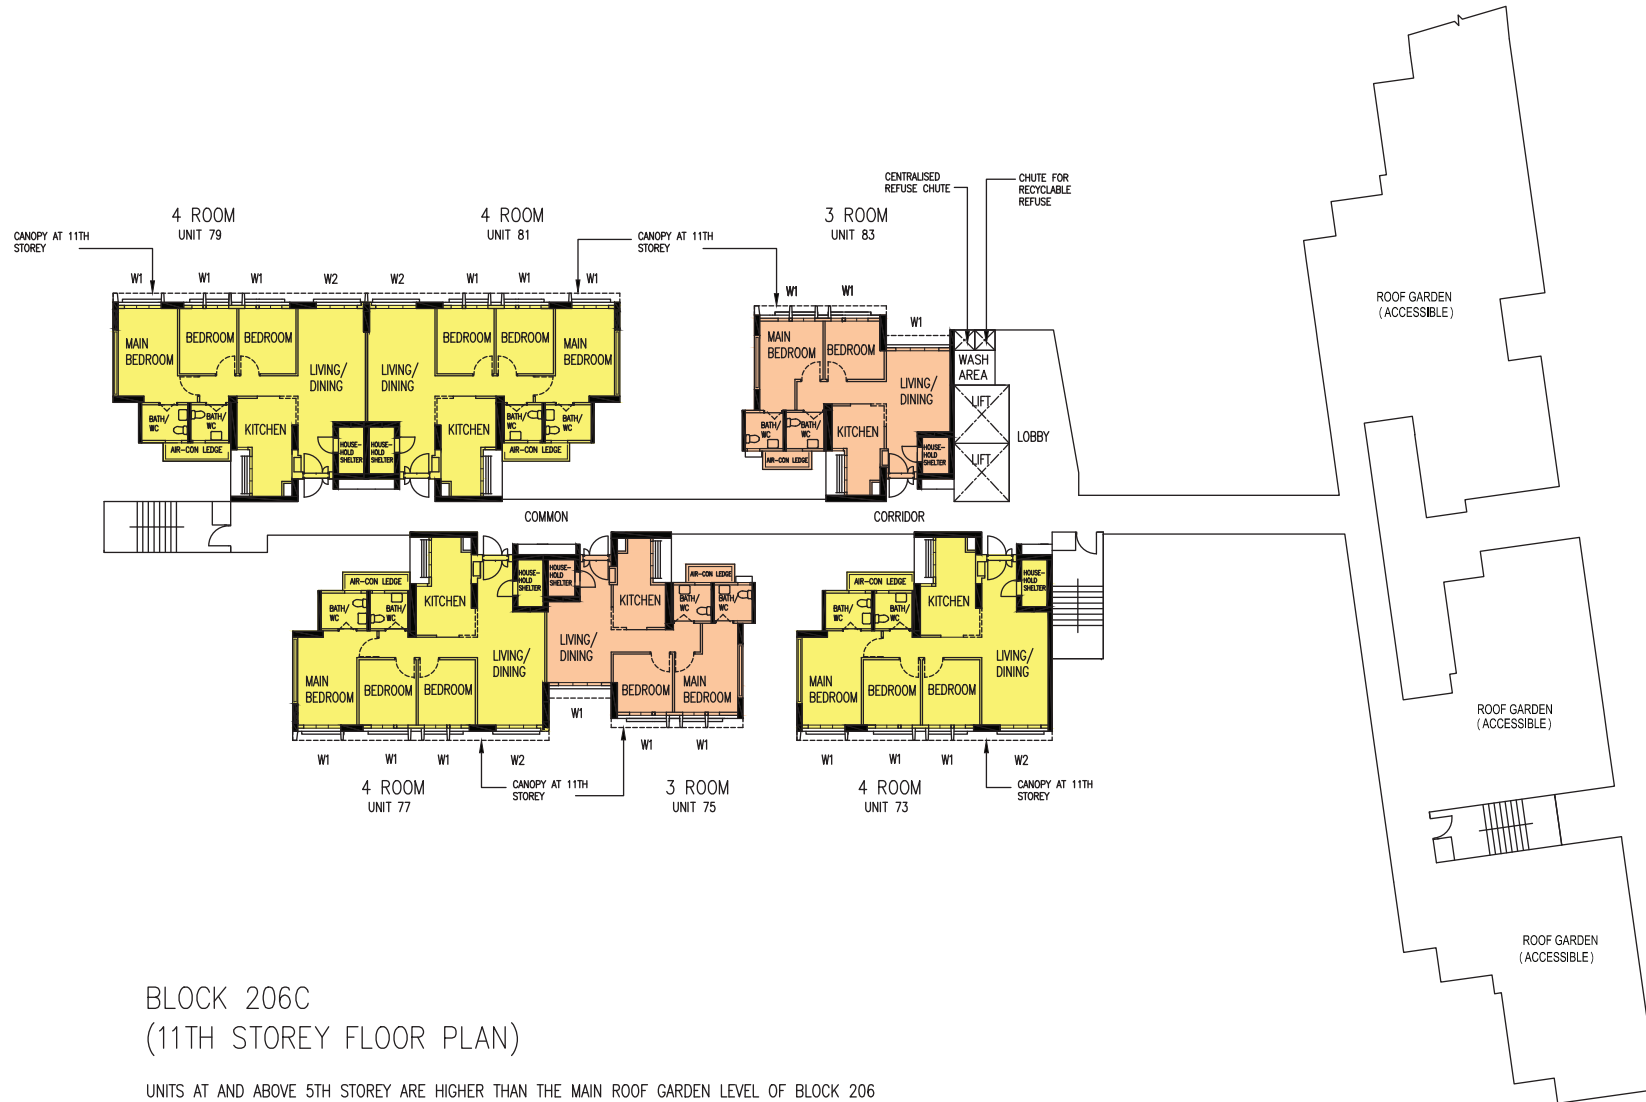 CENTRALISED
REFUSE CHUTE
CHUTE FOR
RECYCLABLE
REFUSE
4 ROOM
UNIT 79
4 ROOM
UNIT 81
3 ROOM
UNIT 83
CANOPY AT 11TH
STOREY
CANOPY AT 11TH
STOREY
W1
W1
W1
W2
W2
W1
W1
W1
W1
W1
W1
MAIN
BEDROOM
BEDROOM
BEDROOM
LIVING/
DINING
LIVING/
DINING
BEDROOM
BEDROOM
MAIN
BEDROOM
MAIN
BEDROOM
BEDROOM
LIVING/
DINING
WASH
AREA
LIFT
LIFT
LOBBY
BATH/
WC
BATH/
WC
KITCHEN
HOUSE-
HOLD
SHELTER
HOUSE-
HOLD
SHELTER
KITCHEN
BATH/
WC
BATH/
WC
AIR-CON LEDGE
AIR-CON LEDGE
BATH/
WC
BATH/
WC
KITCHEN
HOUSE-
HOLD
SHELTER
AIR-CON LEDGE
ROOF GARDEN
(ACCESSIBLE)
COMMON
CORRIDOR
AIR-CON LEDGE
BATH/
WC
BATH/
WC
KITCHEN
HOUSE-
HOLD
SHELTER
HOUSE-
HOLD
SHELTER
KITCHEN
AIR-CON LEDGE
BATH/
WC
BATH/
WC
AIR-CON LEDGE
BATH/
WC
BATH/
WC
KITCHEN
HOUSE-
HOLD
SHELTER
MAIN
BEDROOM
BEDROOM
BEDROOM
LIVING/
DINING
LIVING/
DINING
BEDROOM
MAIN
BEDROOM
MAIN
BEDROOM
BEDROOM
BEDROOM
LIVING/
DINING
W1
W1
W1
W1
W2
W1
W1
W1
W1
W1
W2
4 ROOM
UNIT 77
CANOPY AT 11TH
STOREY
3 ROOM
UNIT 75
4 ROOM
UNIT 73
CANOPY AT 11TH
STOREY
ROOF GARDEN
(ACCESSIBLE)
ROOF GARDEN
(ACCESSIBLE)
BLOCK 206C
(11TH STOREY FLOOR PLAN)
UNITS AT AND ABOVE 5TH STOREY ARE HIGHER THAN THE MAIN ROOF GARDEN LEVEL OF BLOCK 206